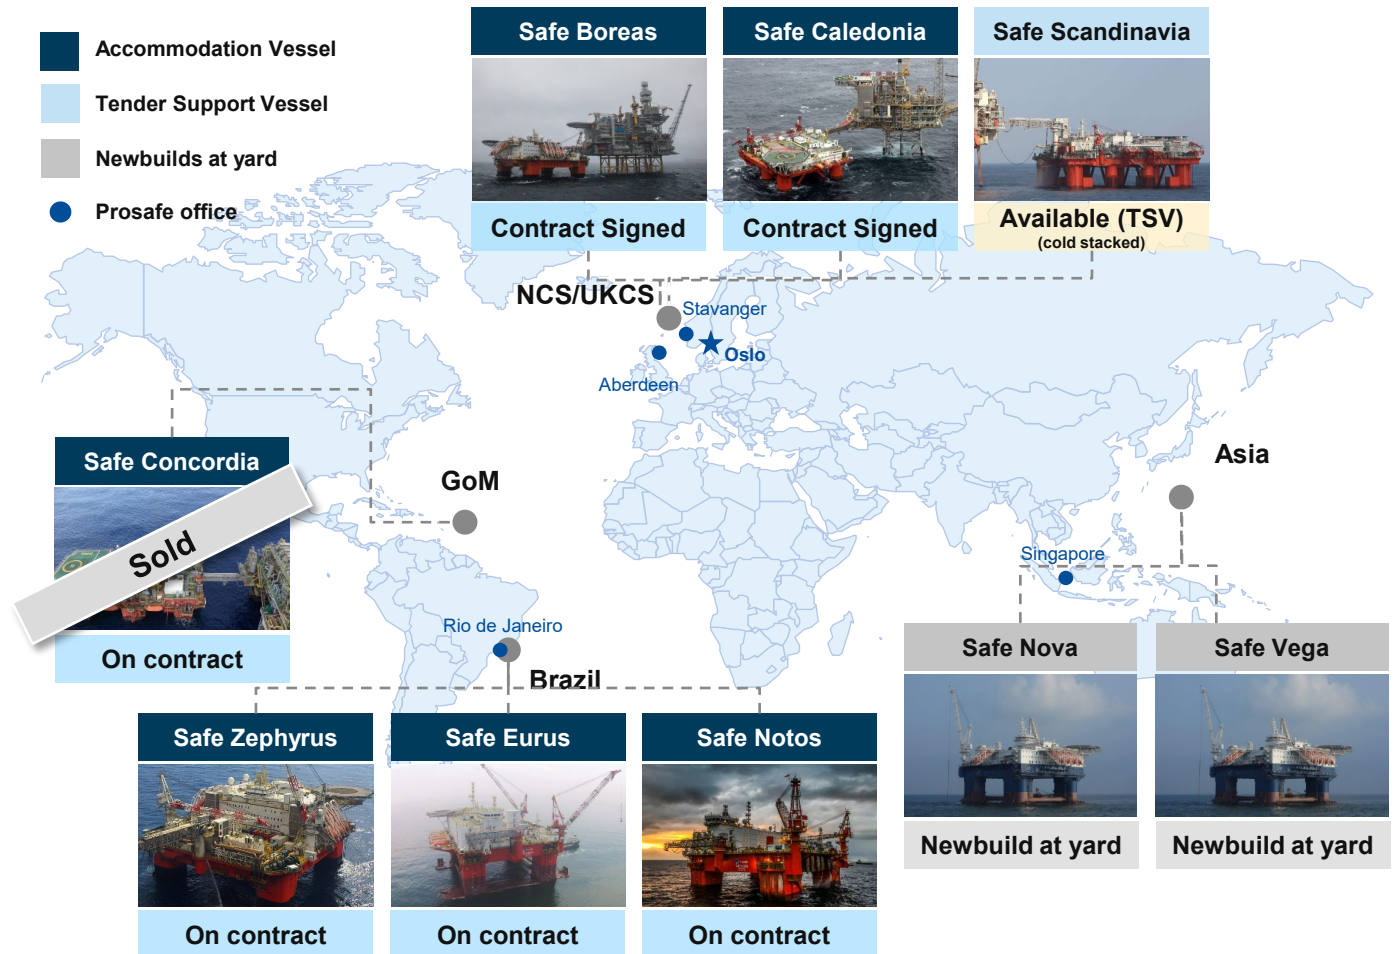 Accommodation Vessel
Tender Support Vessel
Newbuilds at yard
Prosafe office
Safe Boreas
Contract Signed
Safe Caledonia
Contract Signed
Safe Scandinavia
Available (TSV)
(cold stacked)
NCS/UKCS
Stavanger
Oslo
Aberdeen
Safe Concordia
Sold
On contract
GoM
Asia
Singapore
Rio de Janeiro
Brazil
Safe Nova
Newbuild at yard
Safe Vega
Newbuild at yard
Safe Zephyrus
On contract
Safe Eurus
On contract
Safe Notos
On contract